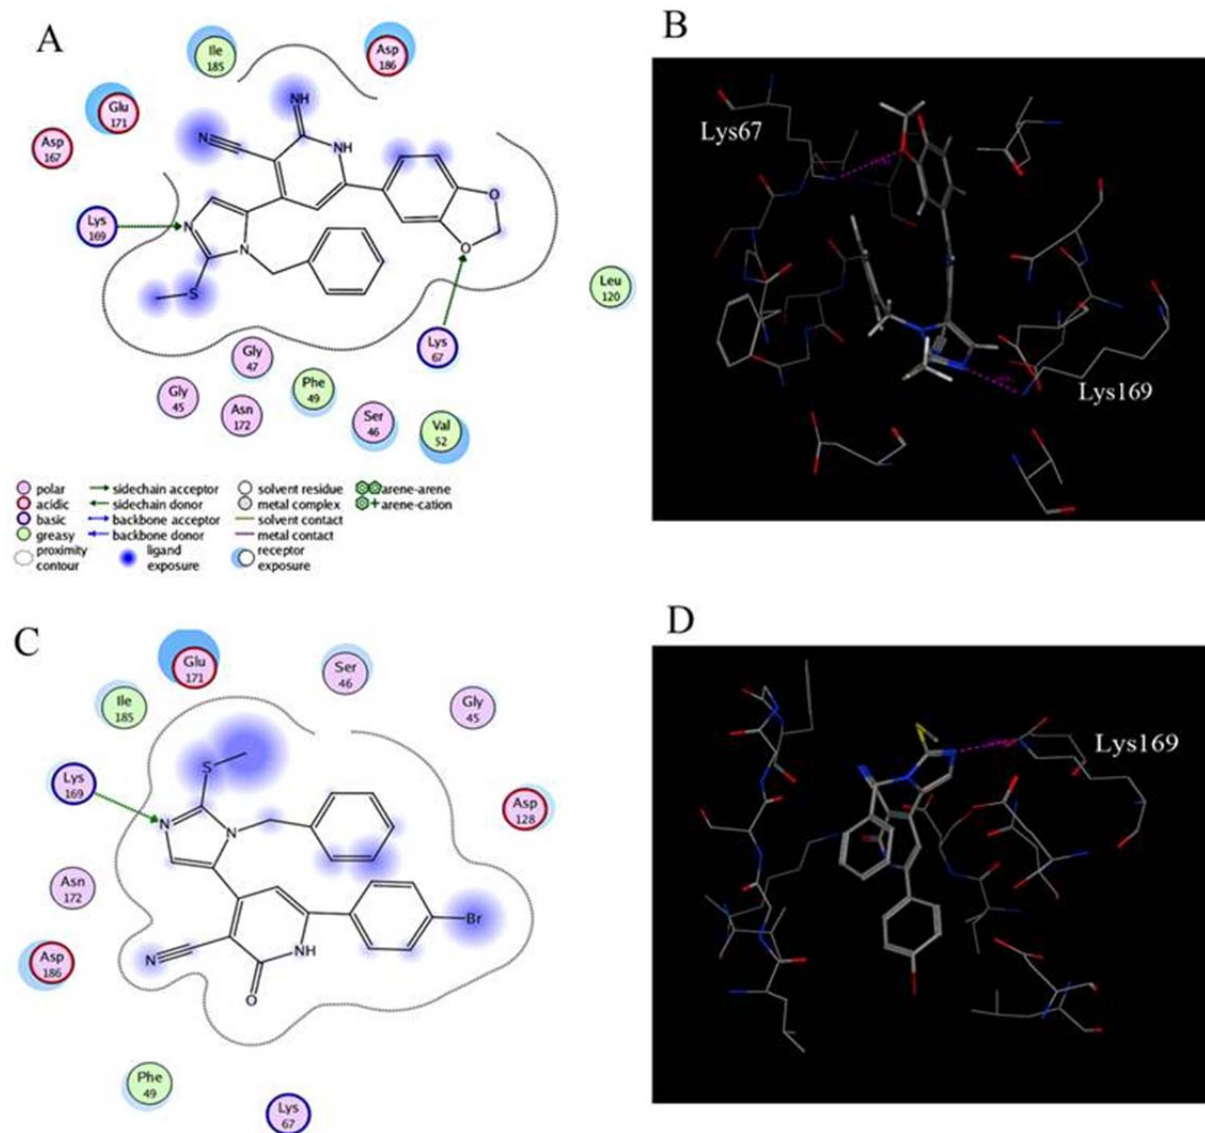 A
B
Ile
185
Asp
186
Glu
171
Asp
167
NH
N
NH
Lys
169
N
N
O
O
S
Leu
120
Lys
67
Gly
47
Gly
45
Asn
172
Phe
49
Ser
46
Val
52
Lys67
Lys169
polar
acidic
basic
greasy
proximity
contour
sidechain acceptor
sidechain donor
backbone acceptor
backbone donor
ligand
exposure
solvent residue
metal complex
solvent contact
metal contact
receptor
exposure
arene-arene
arene-cation
C
D
Glu
171
Ser
46
Ile
185
Gly
45
Lys
169
S
N
N
Asp
128
Asn
172
Br
Asp
186
N
NH
O
Phe
49
Lys
67
Lys169